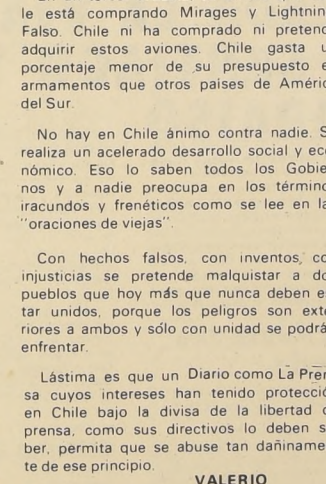 le está comprando Mirages y Lightnin
Falso. Chile ni ha comprado ni pretend
adquirir estos aviones. Chile gasta u
porcentaje menor de su presupuesto e
armamentos que otros países de Améric
del Sur.
No hay en Chile ánimo contra nadie. S
realiza un acelerado desarrollo social y eco
nómico. Eso lo saben todos los Gobie
nos y a nadie preocupa en los término
iracundos y frenéticos como se lee en la
"oraciones de viejas".
Con hechos falsos, con inventos, co
injusticias se pretende malquistar a do
pueblos que hoy más que nunca deben es
tar unidos, porque los peligros son exte
riores a ambos y sólo con unidad se podrá
enfrentar.
Lástima es que un Diario como La Pren
sa cuyos intereses han tenido protecció
en Chile bajo la divisa de la libertad d
prensa, como sus directivos lo deben s
ber, permita que se abuse tan dañiname
te de ese principio.
VALERIO